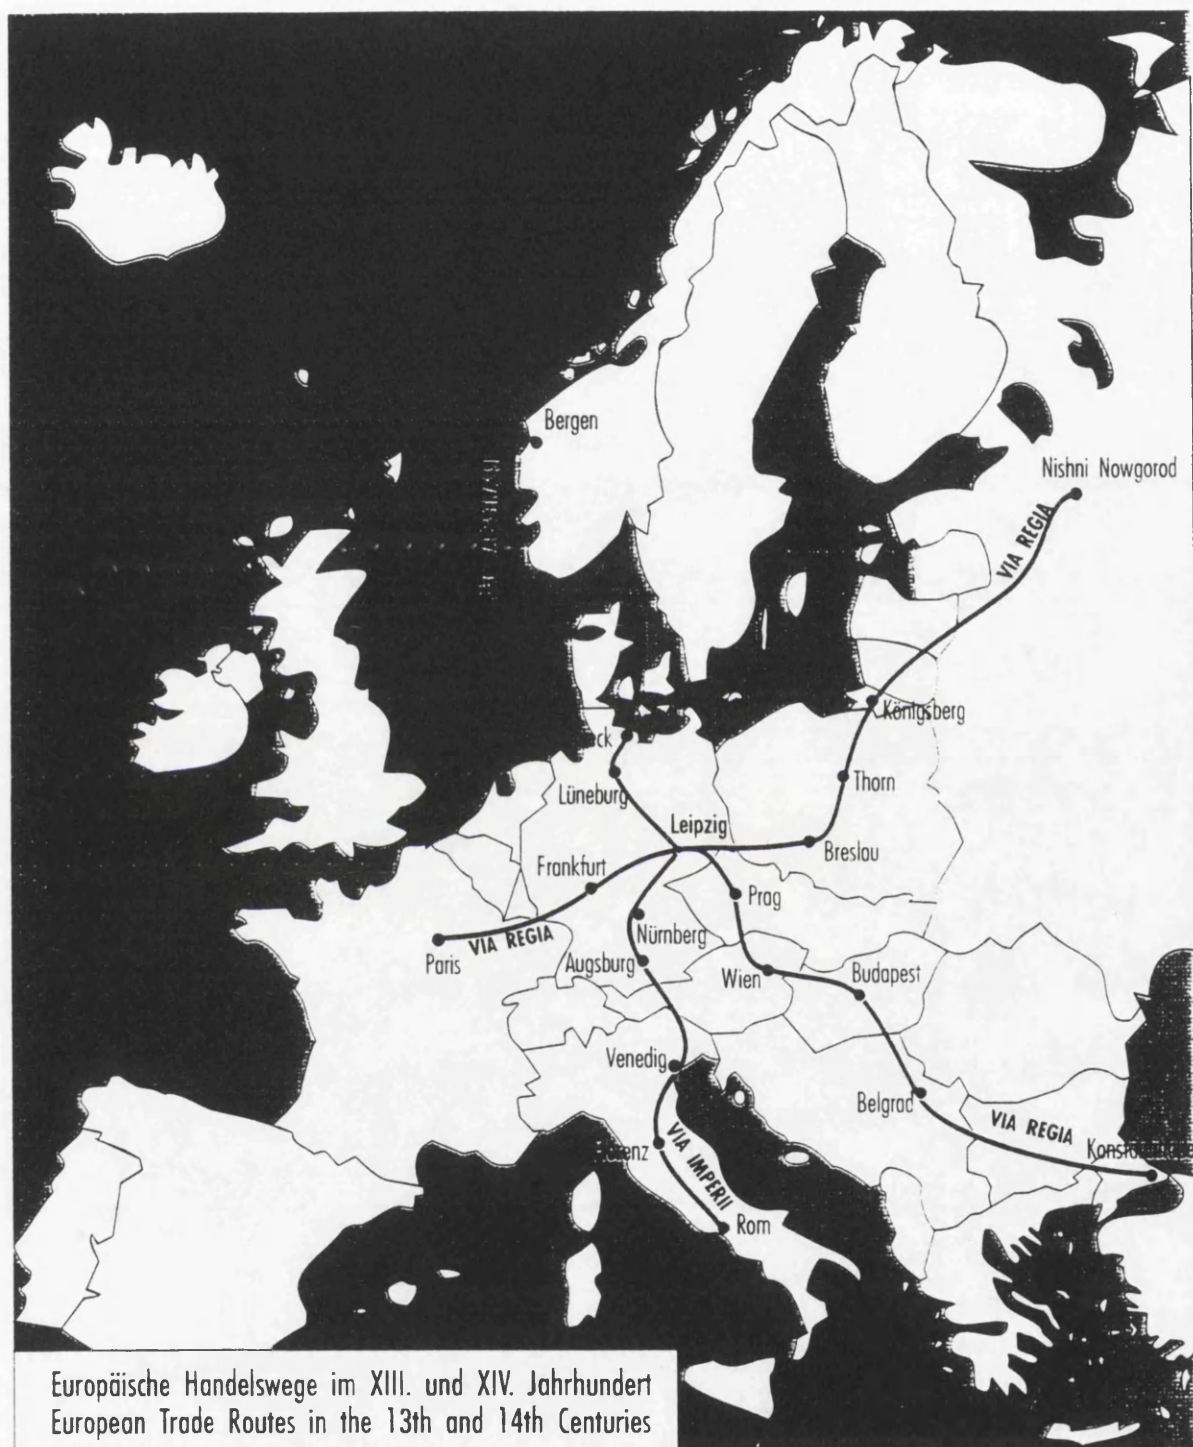 Bergen
Nishni Nowgorod
VIA REGIA
Königsberg
ck
Thorn
Lüneburg
Leipzig
Breslau
Frankfurt
Prag
VIA REGIA
Nürnberg
Paris
Augsburg
Wien
Budapest
Venedig
Belgrad
VIA REGIA
VIA IMPERII
Rom
Europäische Handelswege im XIII. und XIV. Jahrhundert
European Trade Routes in the 13th and 14th Centuries